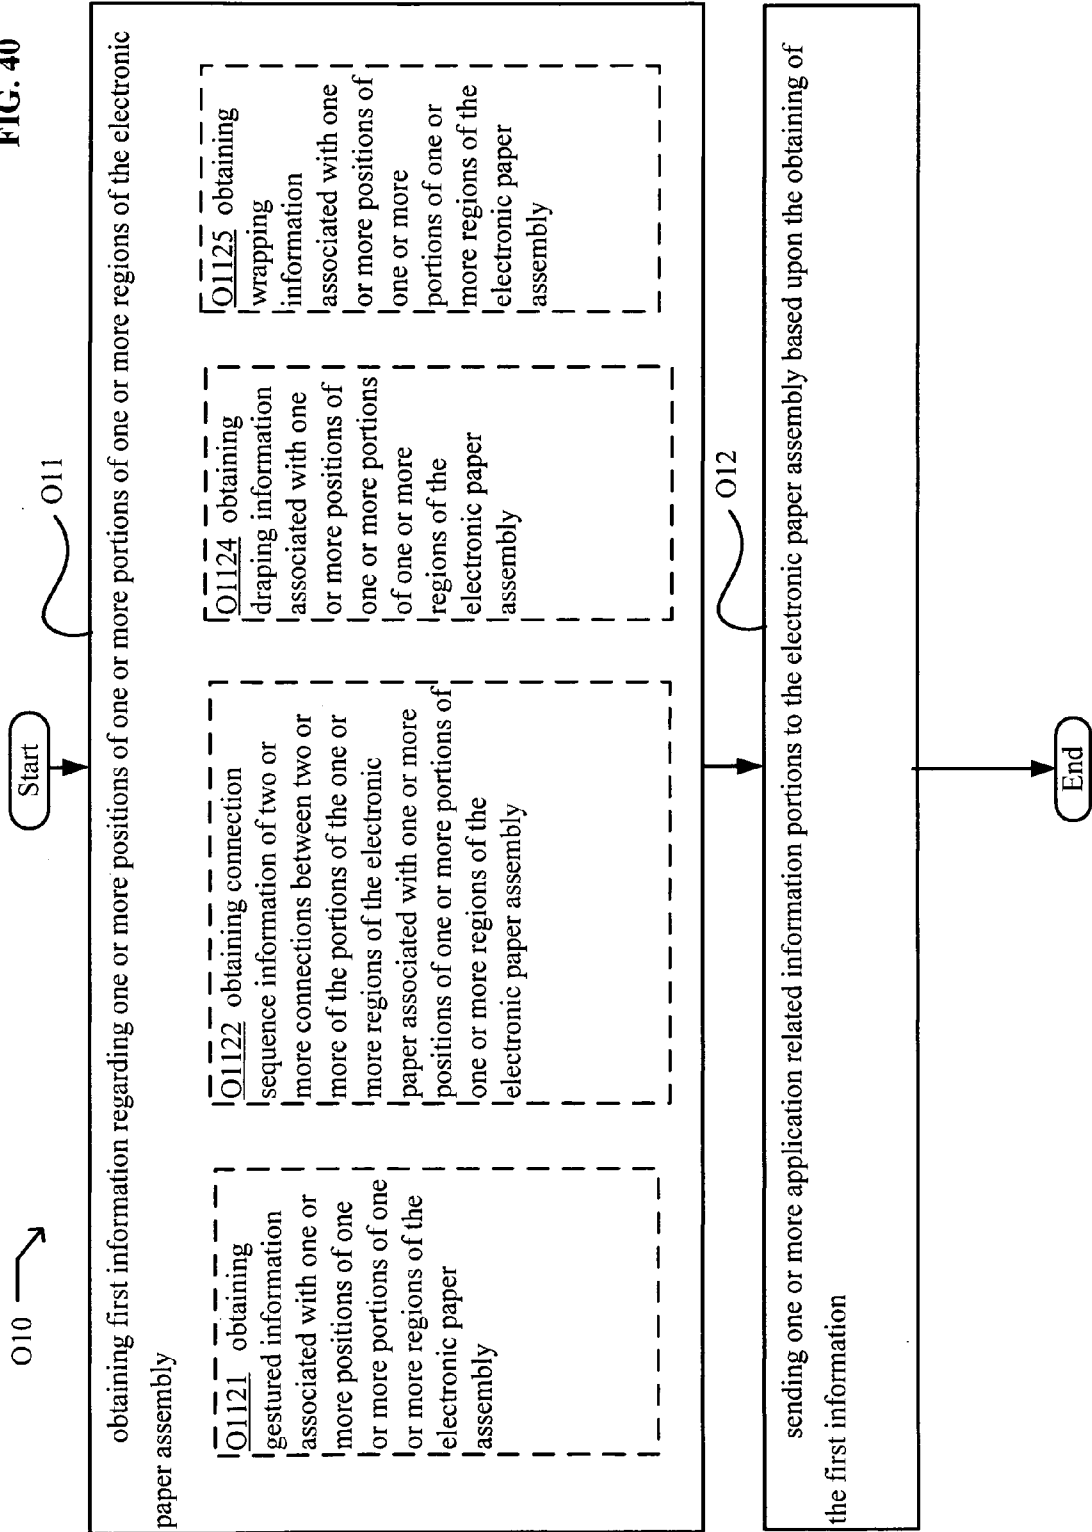 FIG. 40
O10
Start
O11
obtaining first information regarding one or more positions of one or more portions of one or more regions of the electronic
paper assembly
O1121 obtaining
gestured information
associated with one or
more positions of one
or more portions of one
or more regions of the
electronic paper
assembly
O1122 obtaining connection
sequence information of two or
more connections between two or
more of the portions of the one or
more regions of the electronic
paper associated with one or more
positions of one or more portions of
one or more regions of the
electronic paper assembly
O1124 obtaining
draping information
associated with one
or more positions of
one or more portions
of one or more
regions of the
electronic paper
assembly
O1125 obtaining
wrapping
information
associated with one
or more positions of
one or more
portions of one or
more regions of the
electronic paper
assembly
O12
sending one or more application related information portions to the electronic paper assembly based upon the obtaining of
the first information
End